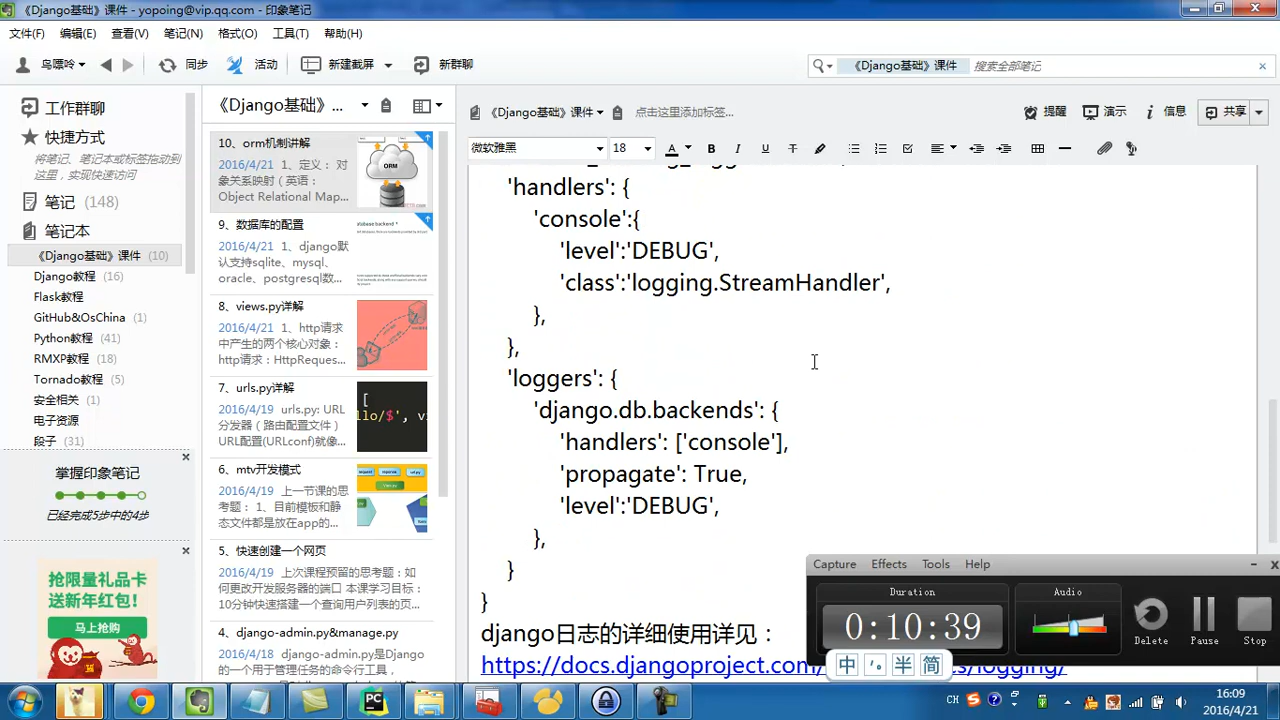 《Django基础》课件 - yopoing@vip.qq.com - 印象笔记
文件(F) 编辑(E) 查看(V) 笔记(N) 格式(O) 工具(T) 帮助(H)
鸟嘌呤 同步 活动 新建截屏 新群聊
《Django基础》课件 搜索全部笔记
工作群聊
快捷方式
将笔记、笔记本或标签拖动到
这里，实现快速访问
笔记 (148)
笔记本
《Django基础》课件 (10)
Django教程 (16)
Flask教程
GitHub&OsChina (1)
Python教程 (41)
RMXP教程 (18)
Tornado教程 (5)
安全相关 (1)
电子资源
段子 (31)
掌握印象笔记
已经完成5步中的4步
抢限量礼品卡
送新年红包!
马上抢购
《Django基础》...
10、orm机制讲解
2016/4/21 1、定义： 对
象关系映射（英语：
Object Relational Map...
ORM
9、数据库的配置
2016/4/21 1、django默
认支持sqlite、mysql、
oracle、postgresql数...
8、views.py详解
2016/4/21 1、http请求
中产生的两个核心对象：
http请求：HttpReques...
7、urls.py详解
2016/4/19 urls.py: URL
分发器（路由配置文件）
URL配置(URLconf)就像...
6、mtv开发模式
2016/4/19 上一节课的思
考题： 1、目前模板和静
态文件都是放在app的...
5、快速创建一个网页
2016/4/19 上次课程预留的思考题：如
何更改开发服务器的端口 本课学习目标：
10分钟快速搭建一个查询用户列表的页...
4、django-admin.py&manage.py
2016/4/19 django-admin.py是Django
的一个用于管理任务的命令行工具，
《Django基础》课件 点击这里添加标签... 提醒 演示 信息 共享
微软雅黑 18
'handlers': {
'console':{
'level':'DEBUG',
'class':'logging.StreamHandler',
},
},
'loggers': {
'django.db.backends': {
'handlers': ['console'],
'propagate': True,
'level':'DEBUG',
},
}
}
django日志的详细使用详见：
https://docs.djangoproject.com/
Capture Effects Tools Help
Duration
0:10:39
Audio
Delete Pause Stop
中 半 简
CH
16:09
2016/4/21